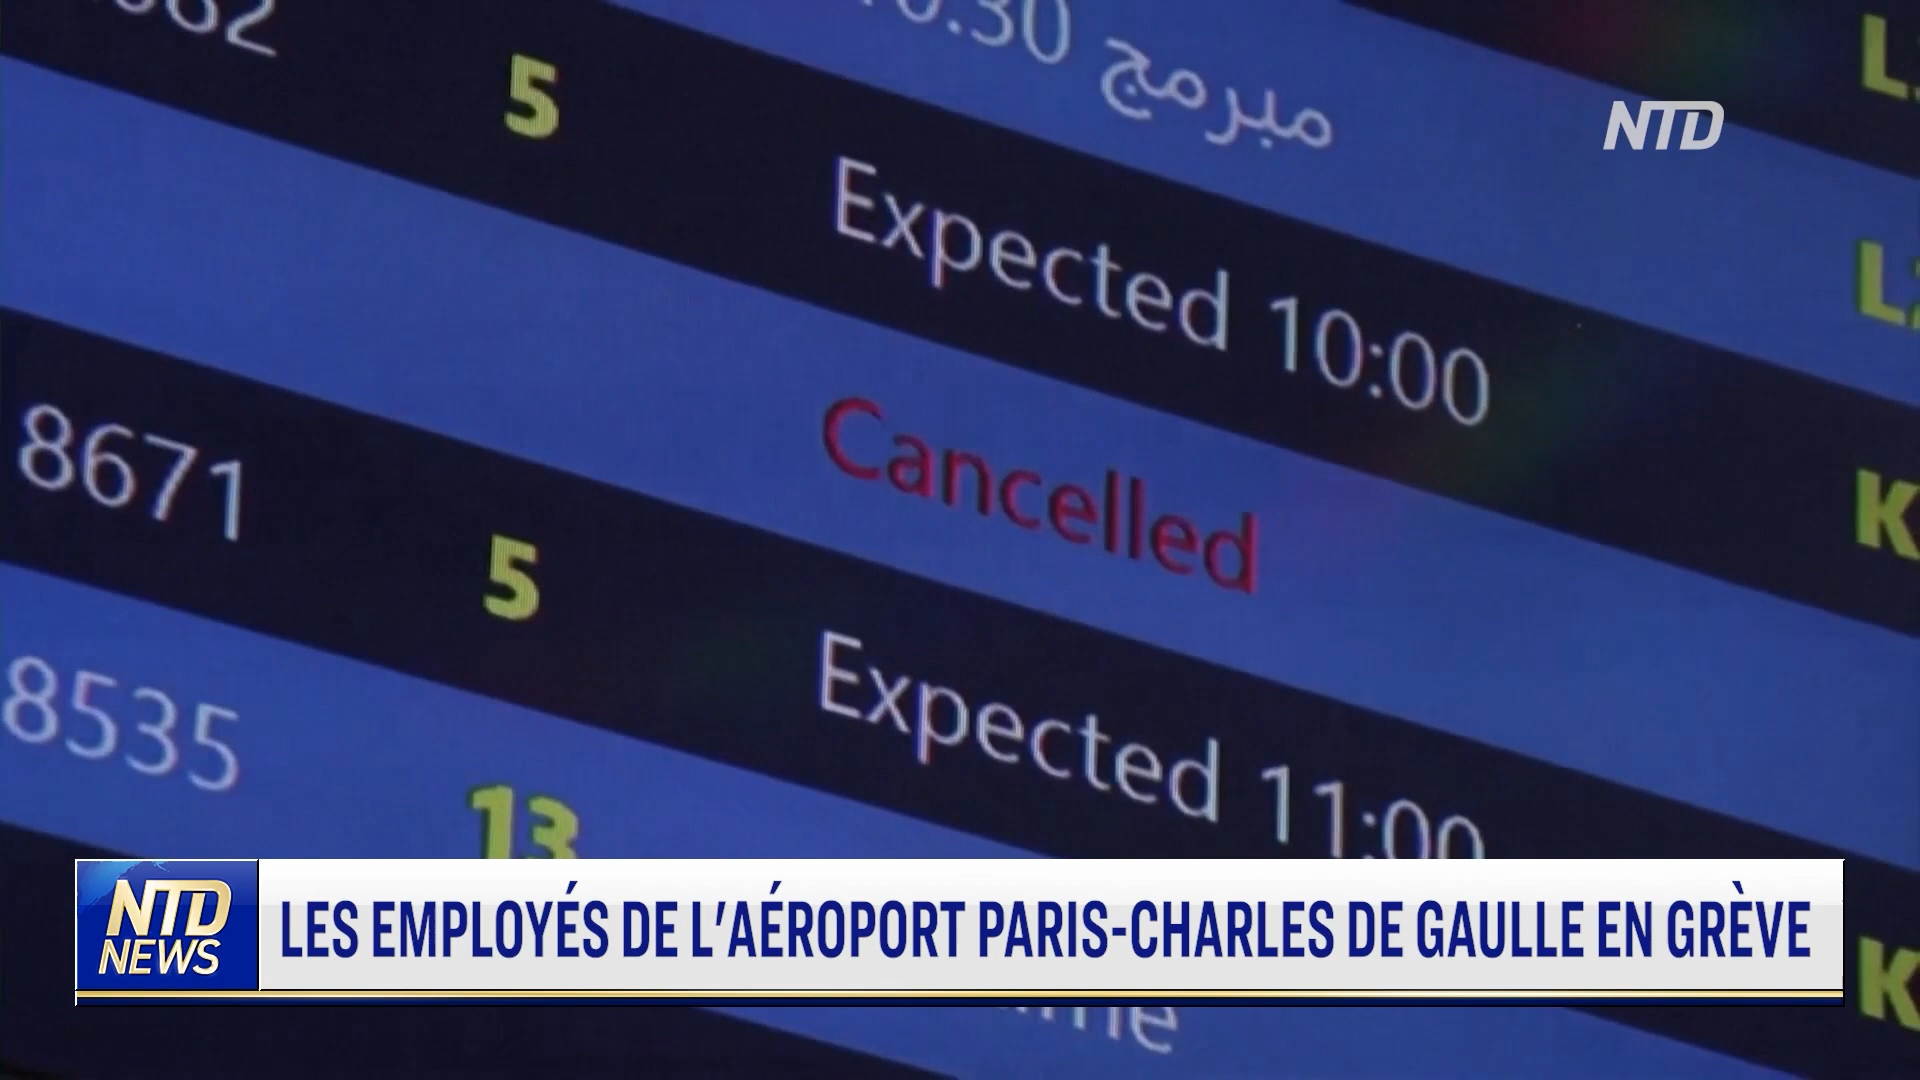 5
مبرمج
NTD
Expected 10:00
Cancelled
8671
5
Expected 11:00
8535
13
K
K
NTD
NEWS
LES EMPLOYÉS DE L'AÉROPORT PARIS-CHARLES DE GAULLE EN GRÈVE